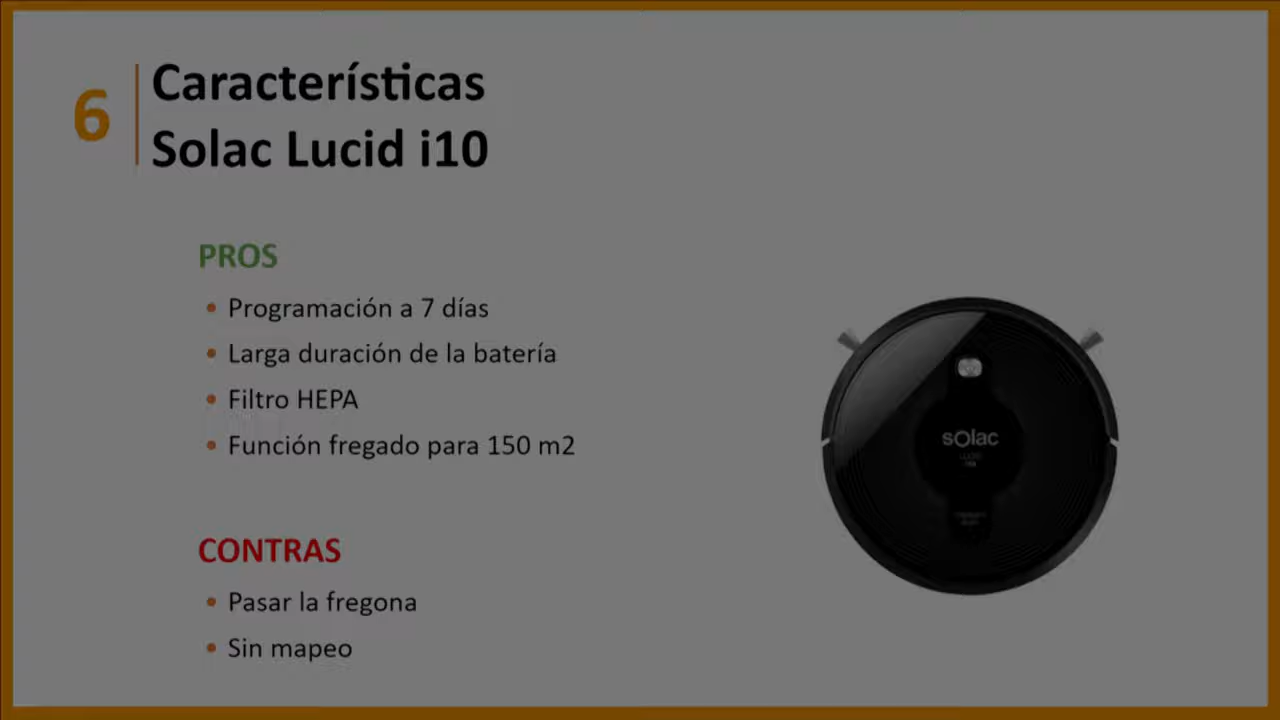 6
Características
Solac Lucid i10
PROS
• Programación a 7 días
• Larga duración de la batería
• Filtro HEPA
• Función fregado para 150 m2
CONTRAS
• Pasar la fregona
• Sin mapeo
sOlac